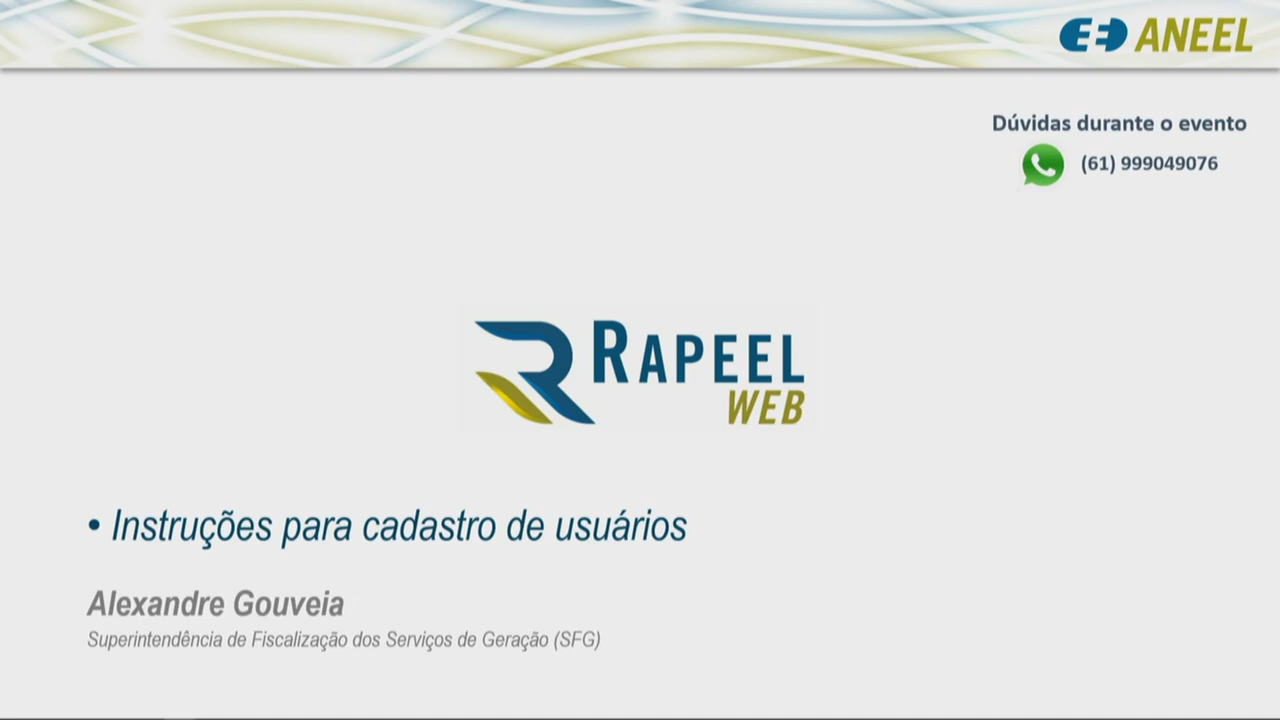 ANEEL
Dúvidas durante o evento
(61) 999049076
RAPEEL
WEB
• Instruções para cadastro de usuários
Alexandre Gouveia
Superintendência de Fiscalização dos Serviços de Geração (SFG)